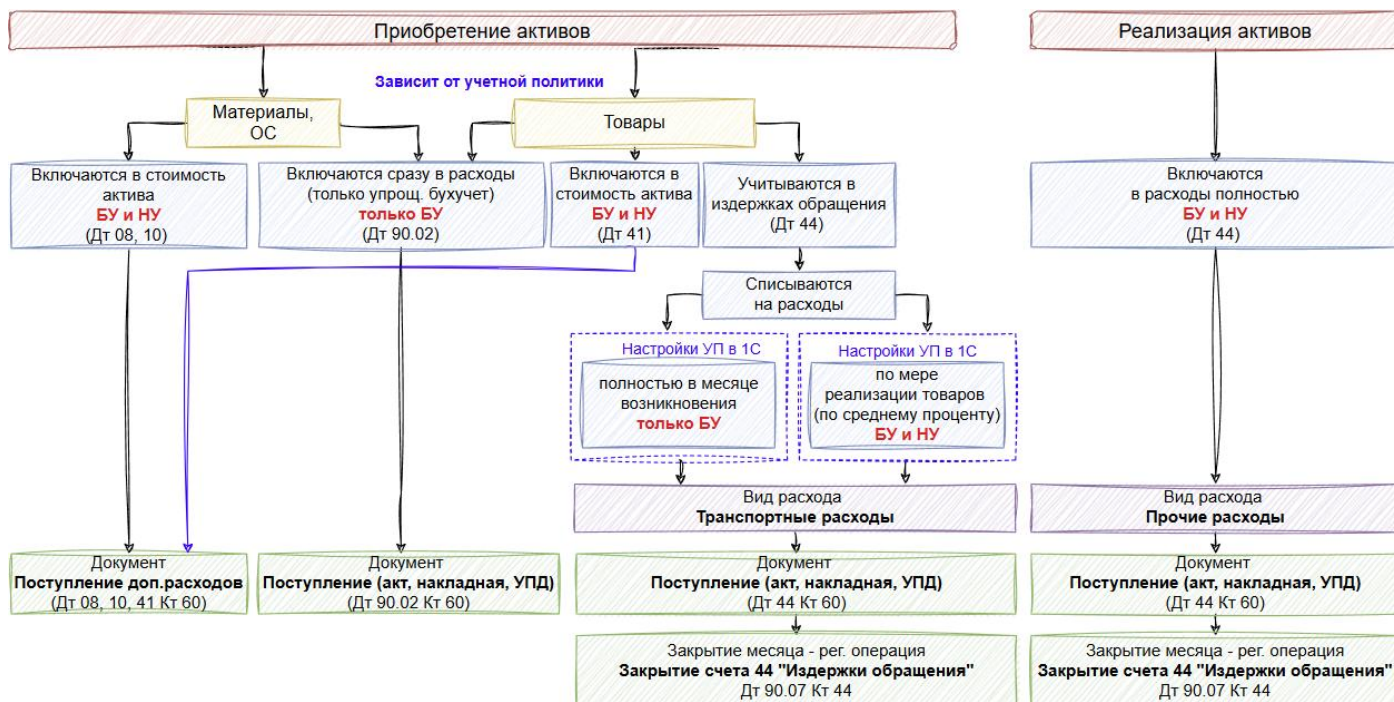 Приобретение активов
Реализация активов
Зависит от учетной политики
Материалы,
ОС
Товары
Включаются в стоимость
актива
БУ и НУ
(Дт 08, 10)
Включаются сразу в расходы
(только упрощ. бухучет)
только БУ
(Дт 90.02)
Включаются в
стоимость актива
БУ и НУ
(Дт 41)
Учитываются в
издержках обращения
(Дт 44)
Включаются
в расходы полностью
БУ и НУ
(Дт 44)
Списываются
на расходы
Настройки УП в 1С
полностью в месяце
возникновения
только БУ
Настройки УП в 1С
по мере
реализации товаров
(по среднему проценту)
БУ и НУ
Вид расхода
Транспортные расходы
Вид расхода
Прочие расходы
Документ
Поступление доп.расходов
(Дт 08, 10, 41 Кт 60)
Документ
Поступление (акт, накладная, УПД)
(Дт 90.02 Кт 60)
Документ
Поступление (акт, накладная, УПД)
(Дт 44 Кт 60)
Документ
Поступление (акт, накладная, УПД)
(Дт 44 Кт 60)
Закрытие месяца - рег. операция
Закрытие счета 44 "Издержки обращения"
Дт 90.07 Кт 44
Закрытие месяца - рег. операция
Закрытие счета 44 "Издержки обращения"
Дт 90.07 Кт 44